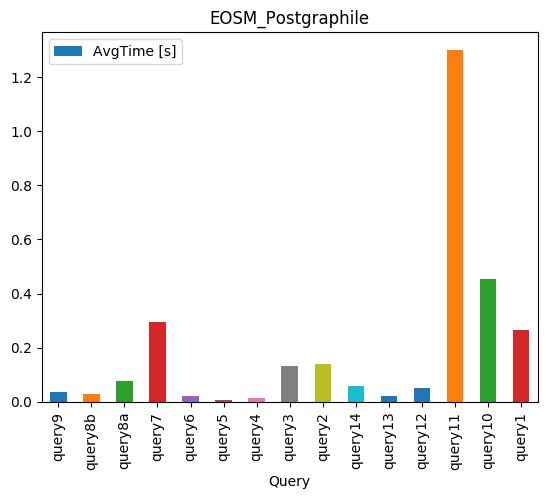 EOSM_Postgraphile
AvgTime [s]
1.2
1.0
0.8
0.6
0.4
0.2
0.0
query9
query8b
query8a
query7
query6
query5
query4
query3
query2
query14
query13
query12
query11
query10
query1
Query